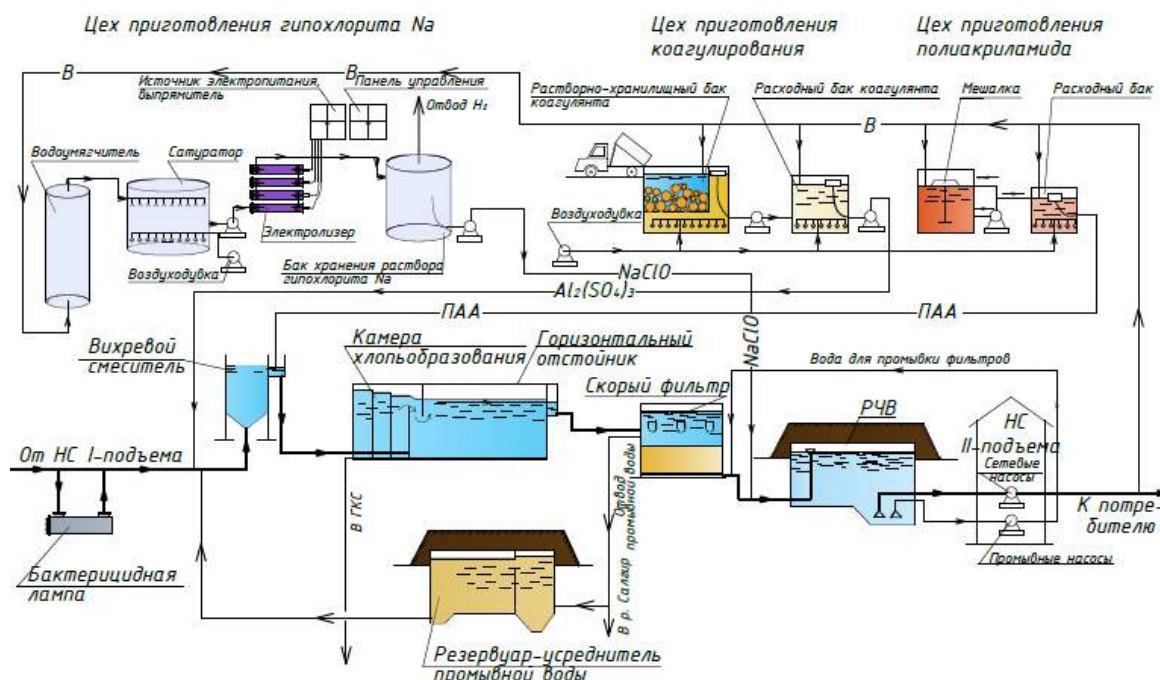 Цех приготовления гипохлорита Na
Цех приготовления
коагулирования
Цех приготовления
полиакриламида
В
В
Источник электропитания,
выпрямитель
Панель управления
Отвод H₂
Растворно-хранилищный бак
коагулянта
Расходный бак коагулянта
Мешалка
Расходный бак
В
Водоумягчитель
Сатуратор
Электролизер
Воздуходувка
Воздуходувка
Бак хранения раствора
гипохлорита Na
NaClO
Al₂(SO₄)₃
ПАА
ПАА
NaClO
Вихревой
смеситель
Камера
хлопьобразования
Горизонтальный
отстойник
Скорый фильтр
Вода для промывки фильтров
РЧВ
НС
II-подъема
Сетевые
насосы
От НС I-подъема
К потре-
бителю
Промывные насосы
Бактерицидная
лампа
В ГКС
Отвод
промывной воды
В р. Салгир
Резервуар-усреднитель
промывной воды